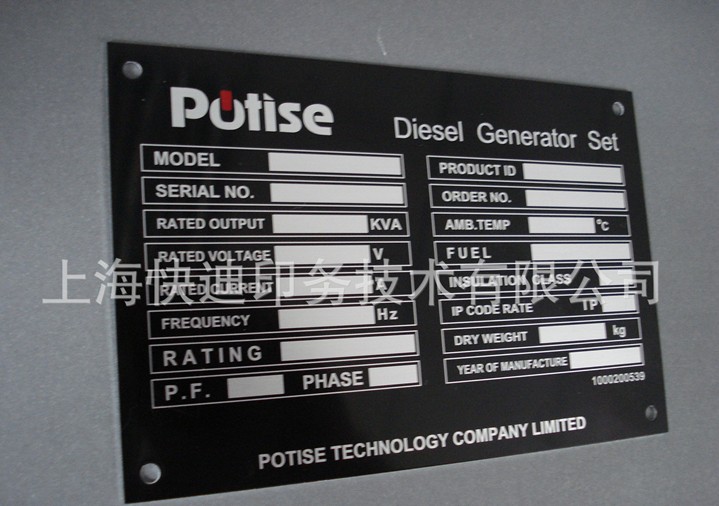 Potise
Diesel Generator Set
MODEL
SERIAL NO.
RATED OUTPUT KVA
RATED VOLTAGE V
RATED CURRENT A
FREQUENCY Hz
RATING
P.F. PHASE
PRODUCT ID
ORDER NO.
AMB.TEMP °C
FUEL
INSULATION CLASS
IP CODE RATE IP
DRY WEIGHT kg
YEAR OF MANUFACTURE
1000200539
POTISE TECHNOLOGY COMPANY LIMITED
上海快迪印务技术有限公司